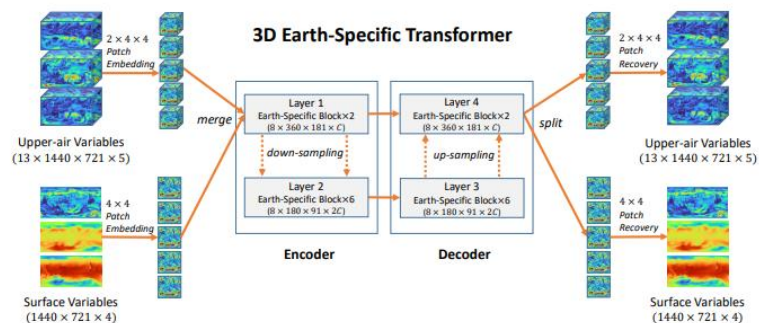 3D Earth-Specific Transformer
2 × 4 × 4
Patch
Embedding
Upper-air Variables
(13 × 1440 × 721 × 5)
4 × 4
Patch
Embedding
Surface Variables
(1440 × 721 × 4)
merge
Layer 1
Earth-Specific Block×2
(8 × 360 × 181 × C)
down-sampling
Layer 2
Earth-Specific Block×6
(8 × 180 × 91 × 2C)
Encoder
Layer 4
Earth-Specific Block×2
(8 × 360 × 181 × C)
up-sampling
Layer 3
Earth-Specific Block×6
(8 × 180 × 91 × 2C)
Decoder
split
2 × 4 × 4
Patch
Recovery
Upper-air Variables
(13 × 1440 × 721 × 5)
4 × 4
Patch
Recovery
Surface Variables
(1440 × 721 × 4)